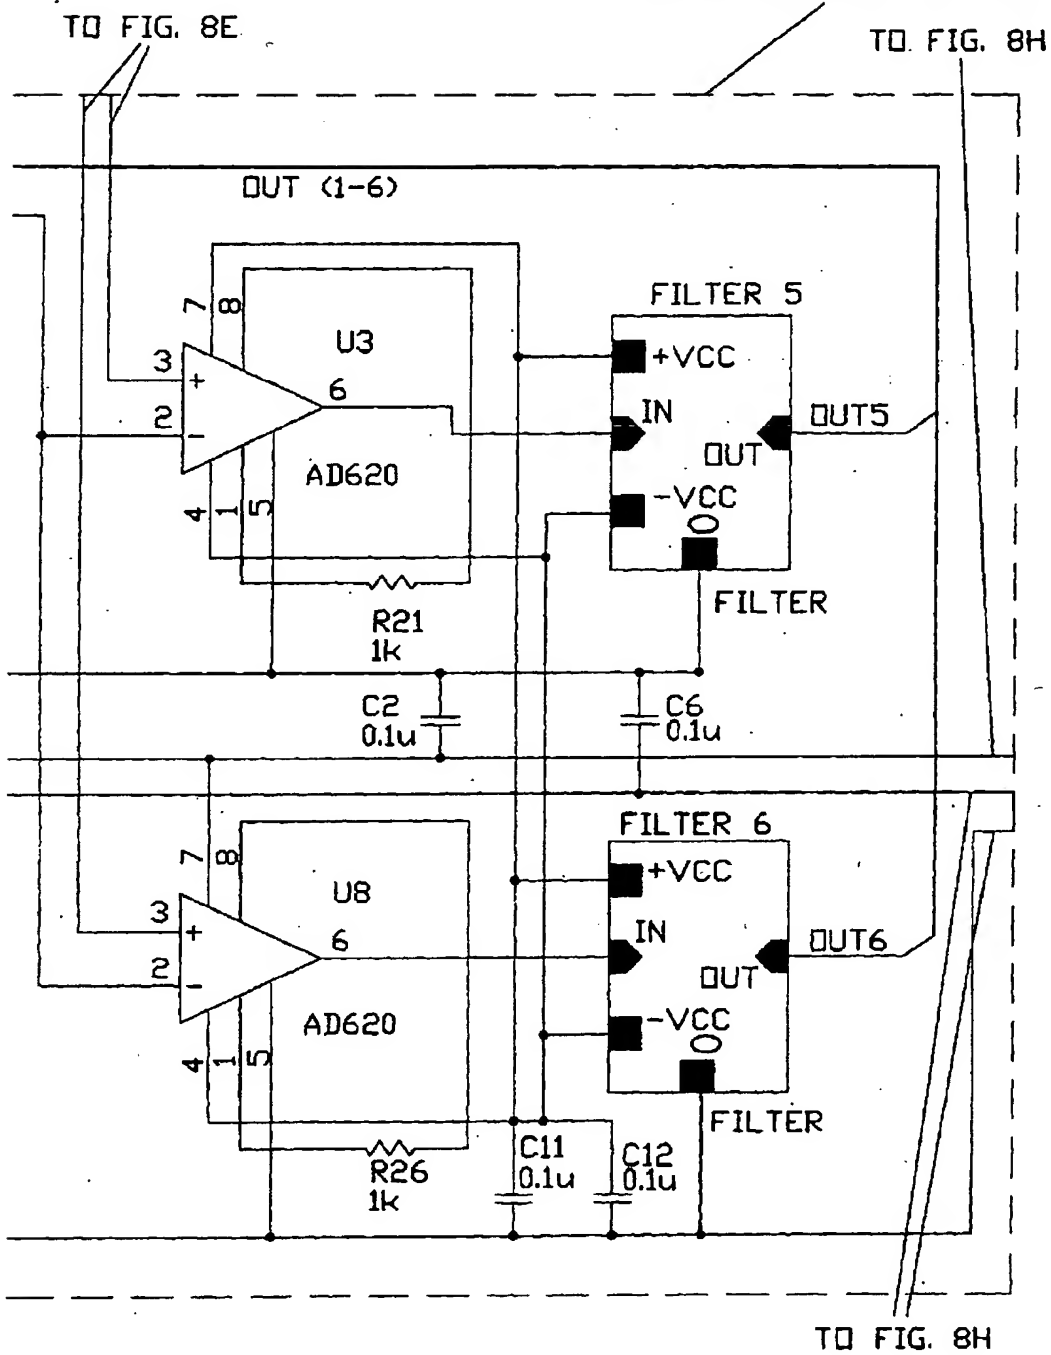 TO FIG. 8E
TO FIG. 8H
OUT (1-6)
7
8
FILTER 5
U3
+VCC
3
+
6
IN
OUT5
2
-
OUT
AD620
-VCC
4
1
5
O
FILTER
R21
1k
C2
0.1u
C6
0.1u
FILTER 6
7
8
+VCC
U8
3
+
6
IN
OUT6
2
-
OUT
AD620
-VCC
4
1
5
O
FILTER
C11
0.1u
C12
0.1u
R26
1k
TO FIG. 8H